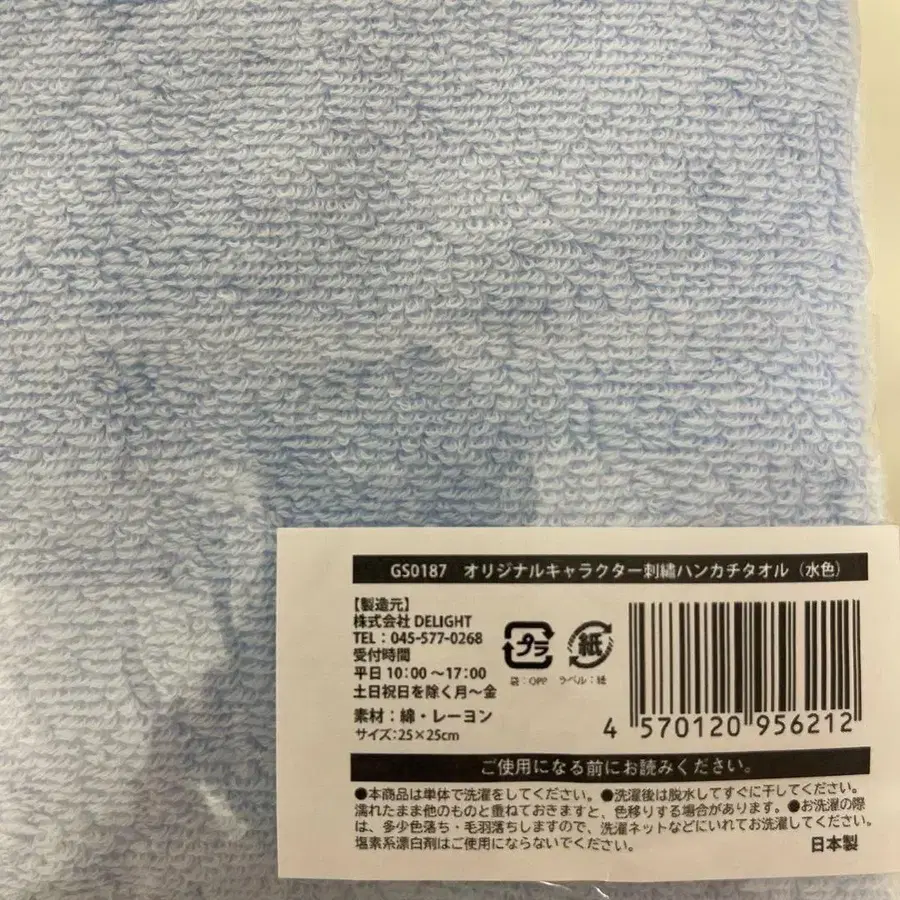 GS0187 オリジナルキャラクター刺繍ハンカチタオル（水色）
【製造元】
株式会社 DELIGHT
TEL：045-577-0268
受付時間
平日 10：00 ～17：00
土日祝日を除く月～金
素材：綿・レーヨン
サイズ：25×25cm
プラ
袋：OPP
紙
ラベル：紙
4 570120 956212
ご使用になる前にお読みください。
●本商品は単体で洗濯をしてください。●洗濯後は脱水してすぐに干してください。
濡れたまま他のものと重ねておきますと、色移りする場合があります。●お洗濯の際
は、多少色落ち・毛羽落ちしますので、洗濯ネットなどにいれてお洗濯してください。
塩素系漂白剤はご使用にならないでください。
日本製